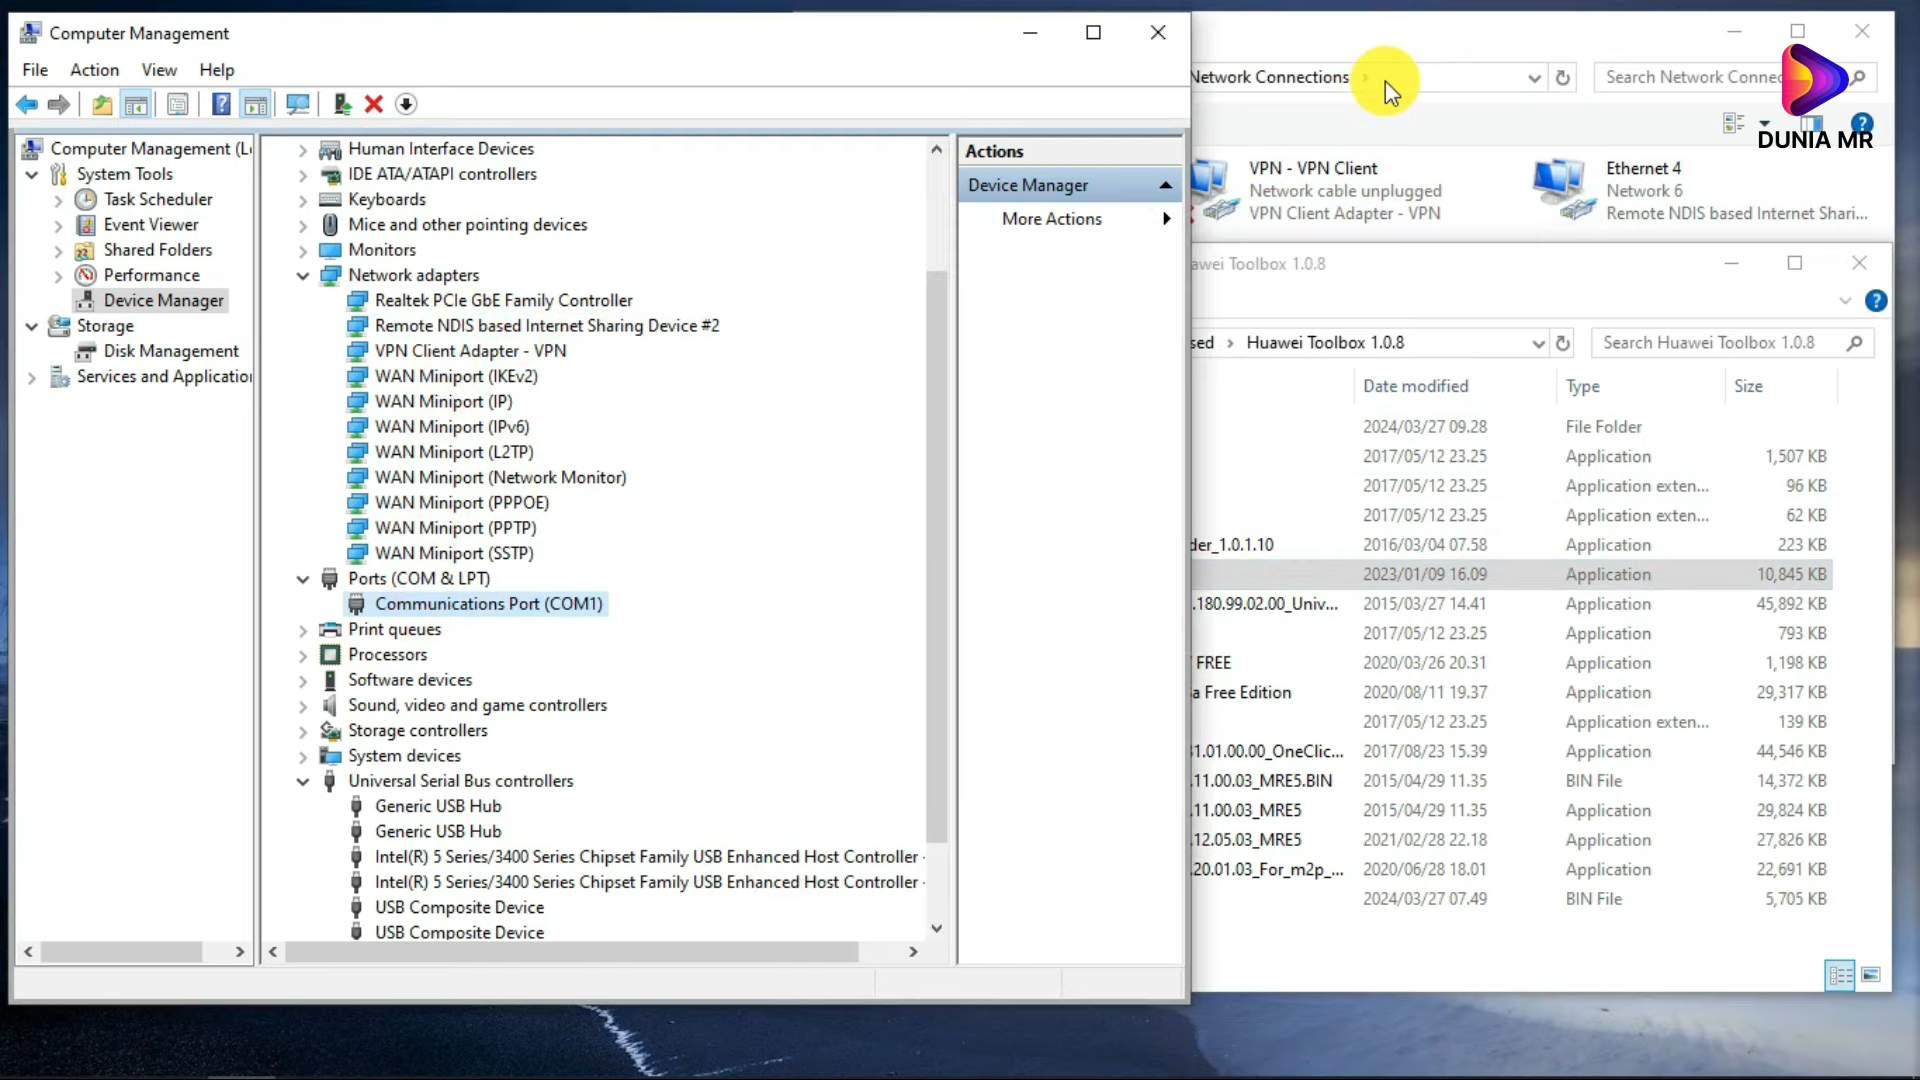 Computer Management
File Action View Help
Computer Management (L
System Tools
Task Scheduler
Event Viewer
Shared Folders
Performance
Device Manager
Storage
Disk Management
Services and Applicatio
Human Interface Devices
IDE ATA/ATAPI controllers
Keyboards
Mice and other pointing devices
Monitors
Network adapters
Realtek PCIe GbE Family Controller
Remote NDIS based Internet Sharing Device #2
VPN Client Adapter - VPN
WAN Miniport (IKEv2)
WAN Miniport (IP)
WAN Miniport (IPv6)
WAN Miniport (L2TP)
WAN Miniport (Network Monitor)
WAN Miniport (PPPOE)
WAN Miniport (PPTP)
WAN Miniport (SSTP)
Ports (COM & LPT)
Communications Port (COM1)
Print queues
Processors
Software devices
Sound, video and game controllers
Storage controllers
System devices
Universal Serial Bus controllers
Generic USB Hub
Generic USB Hub
Intel(R) 5 Series/3400 Series Chipset Family USB Enhanced Host Controller -
Intel(R) 5 Series/3400 Series Chipset Family USB Enhanced Host Controller -
USB Composite Device
USB Composite Device
Actions
Device Manager
More Actions
Network Connections
Search Network Connec
DUNIA MR
VPN - VPN Client
Network cable unplugged
VPN Client Adapter - VPN
Ethernet 4
Network 6
Remote NDIS based Internet Shari...
awei Toolbox 1.0.8
sed > Huawei Toolbox 1.0.8
Search Huawei Toolbox 1.0.8
Date modified Type Size
2024/03/27 09.28 File Folder
2017/05/12 23.25 Application 1,507 KB
2017/05/12 23.25 Application exten... 96 KB
2017/05/12 23.25 Application exten... 62 KB
der_1.0.1.10 2016/03/04 07.58 Application 223 KB
2023/01/09 16.09 Application 10,845 KB
.180.99.02.00_Univ... 2015/03/27 14.41 Application 45,892 KB
2017/05/12 23.25 Application 793 KB
FREE 2020/03/26 20.31 Application 1,198 KB
a Free Edition 2020/08/11 19.37 Application 29,317 KB
2017/05/12 23.25 Application exten... 139 KB
1.01.00.00_OneClic... 2017/08/23 15.39 Application 44,546 KB
.11.00.03_MRE5.BIN 2015/04/29 11.35 BIN File 14,372 KB
.11.00.03_MRE5 2015/04/29 11.35 Application 29,824 KB
.12.05.03_MRE5 2021/02/28 22.18 Application 27,826 KB
.20.01.03_For_m2p_... 2020/06/28 18.01 Application 22,691 KB
2024/03/27 07.49 BIN File 5,705 KB